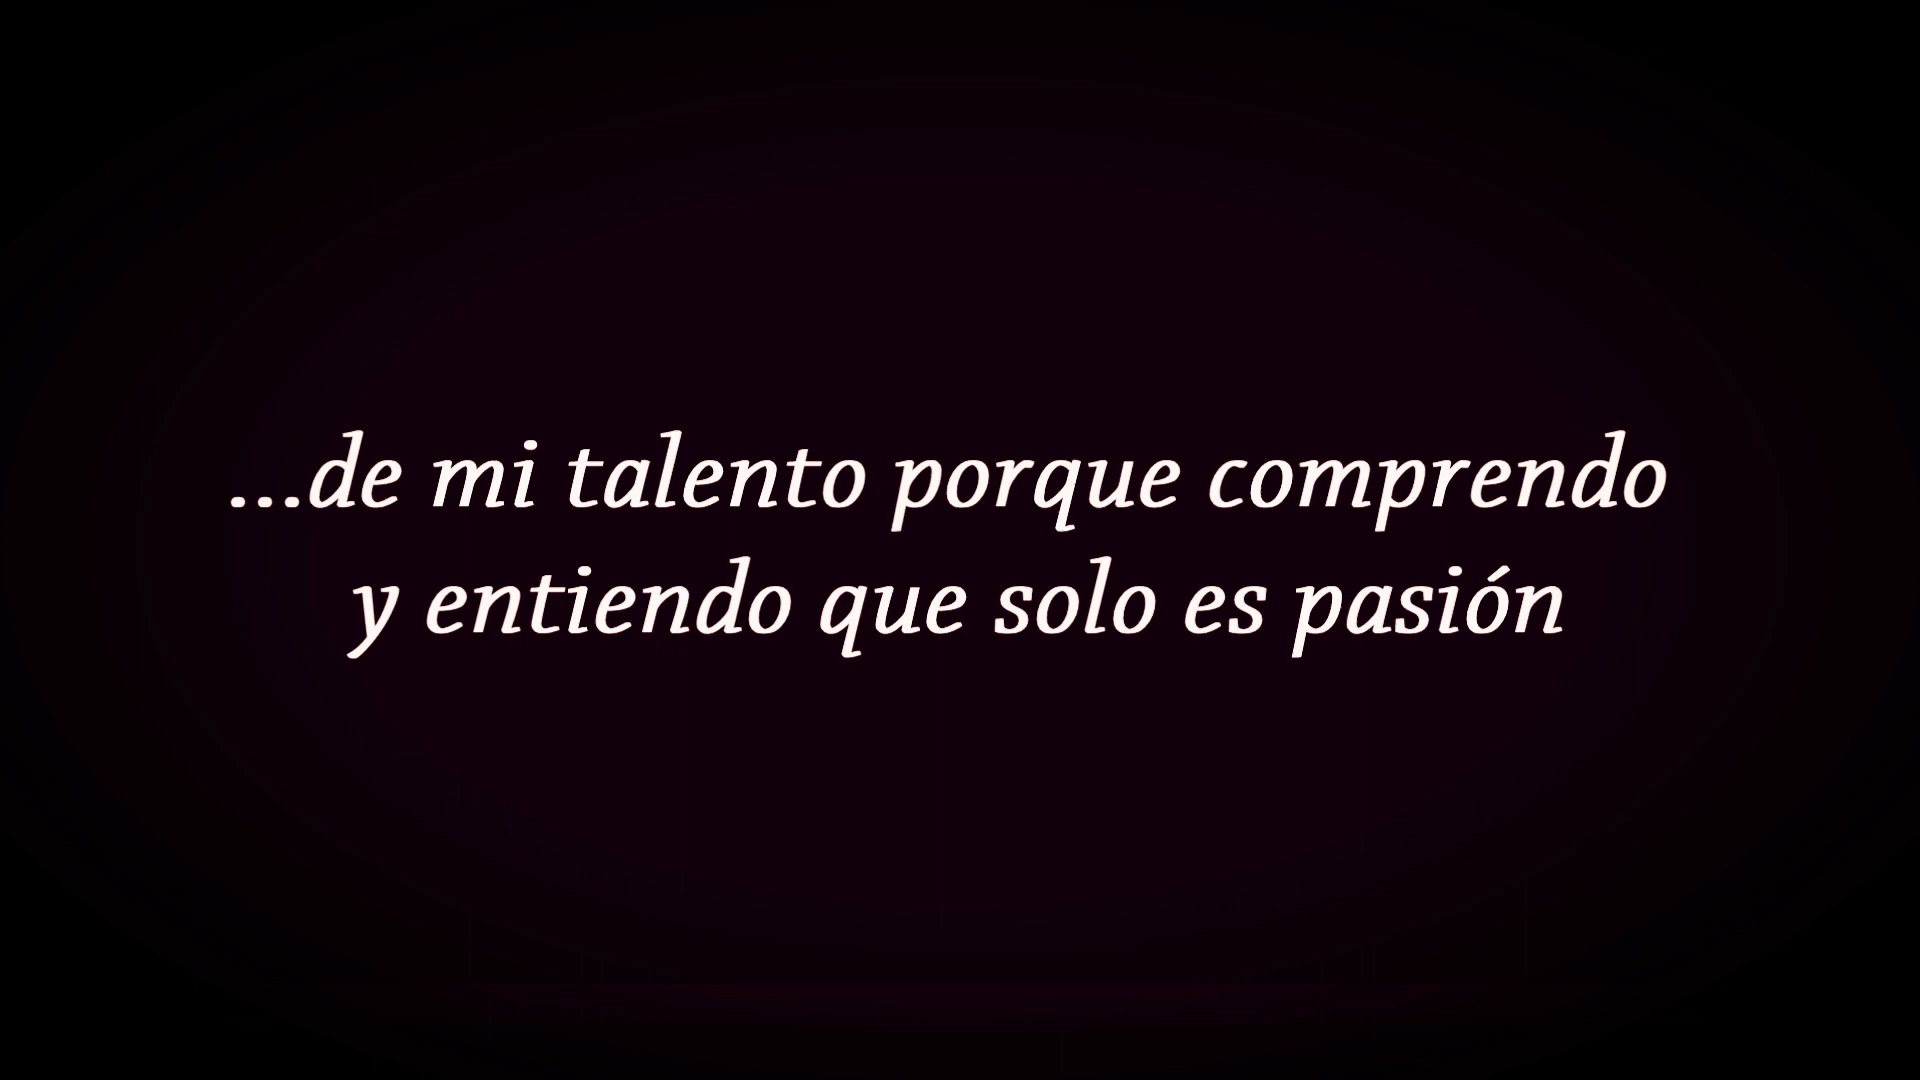 ...de mi talento porque comprendo
y entiendo que solo es pasión